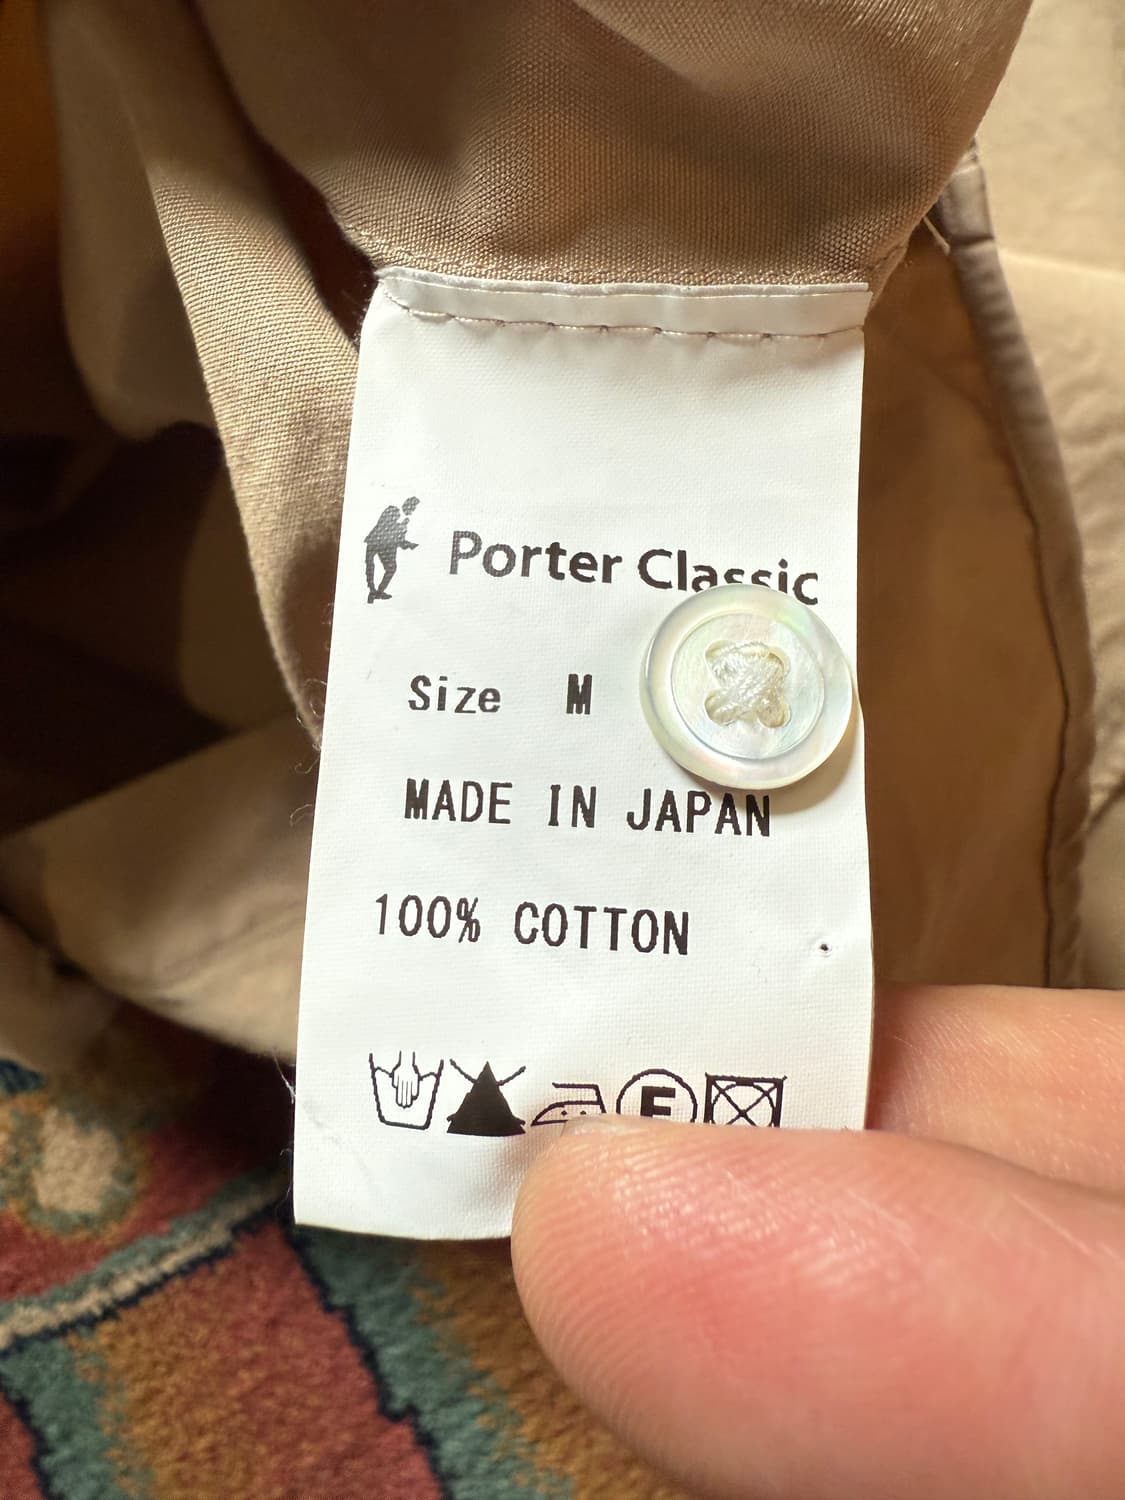 Porter Classic
Size M
MADE IN JAPAN
100% COTTON
F